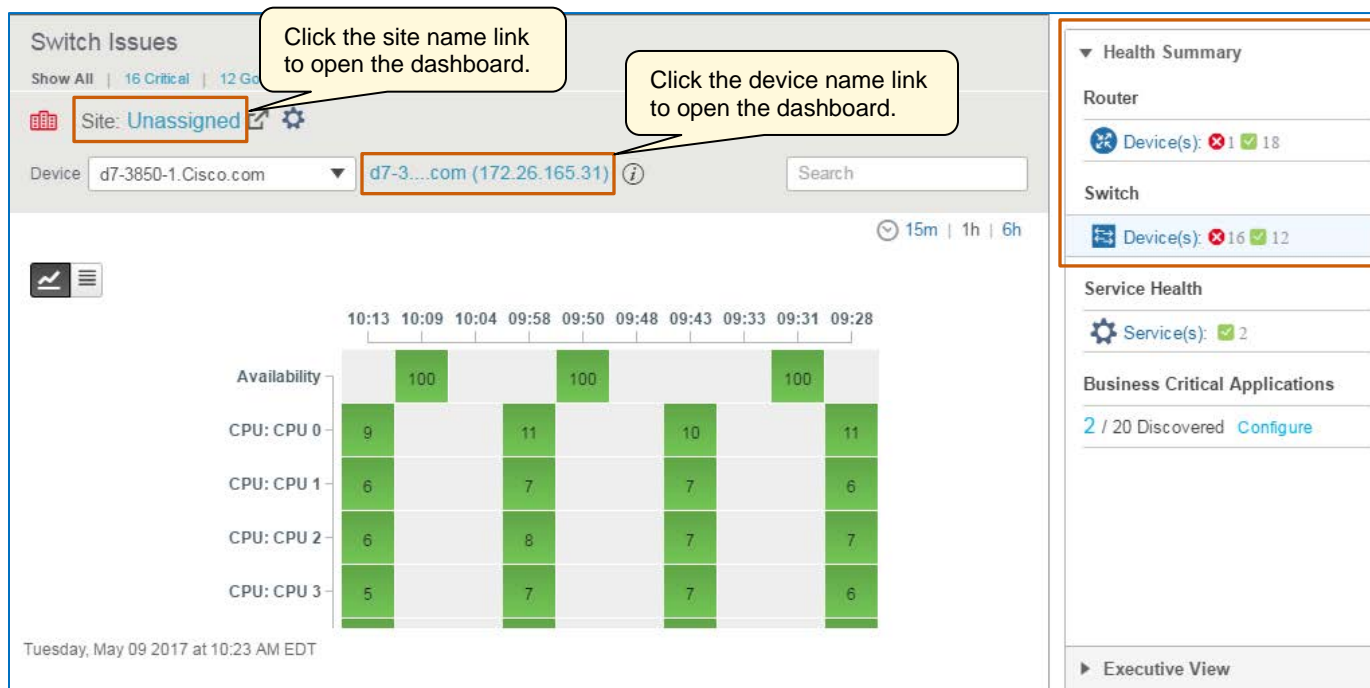 Switch Issues
Click the site name link
to open the dashboard.
Show All | 16 Critical | 12 Go
Click the device name link
to open the dashboard.
Site: Unassigned
Device d7-3850-1.Cisco.com d7-3....com (172.26.165.31) i Search
15m | 1h | 6h
10:13 10:09 10:04 09:58 09:50 09:48 09:43 09:33 09:31 09:28
Availability 100 100 100
CPU: CPU 0 9 11 10 11
CPU: CPU 1 6 7 7 6
CPU: CPU 2 6 8 7 7
CPU: CPU 3 5 7 7 6
Tuesday, May 09 2017 at 10:23 AM EDT
Health Summary
Router
Device(s): 1 18
Switch
Device(s): 16 12
Service Health
Service(s): 2
Business Critical Applications
2 / 20 Discovered Configure
Executive View